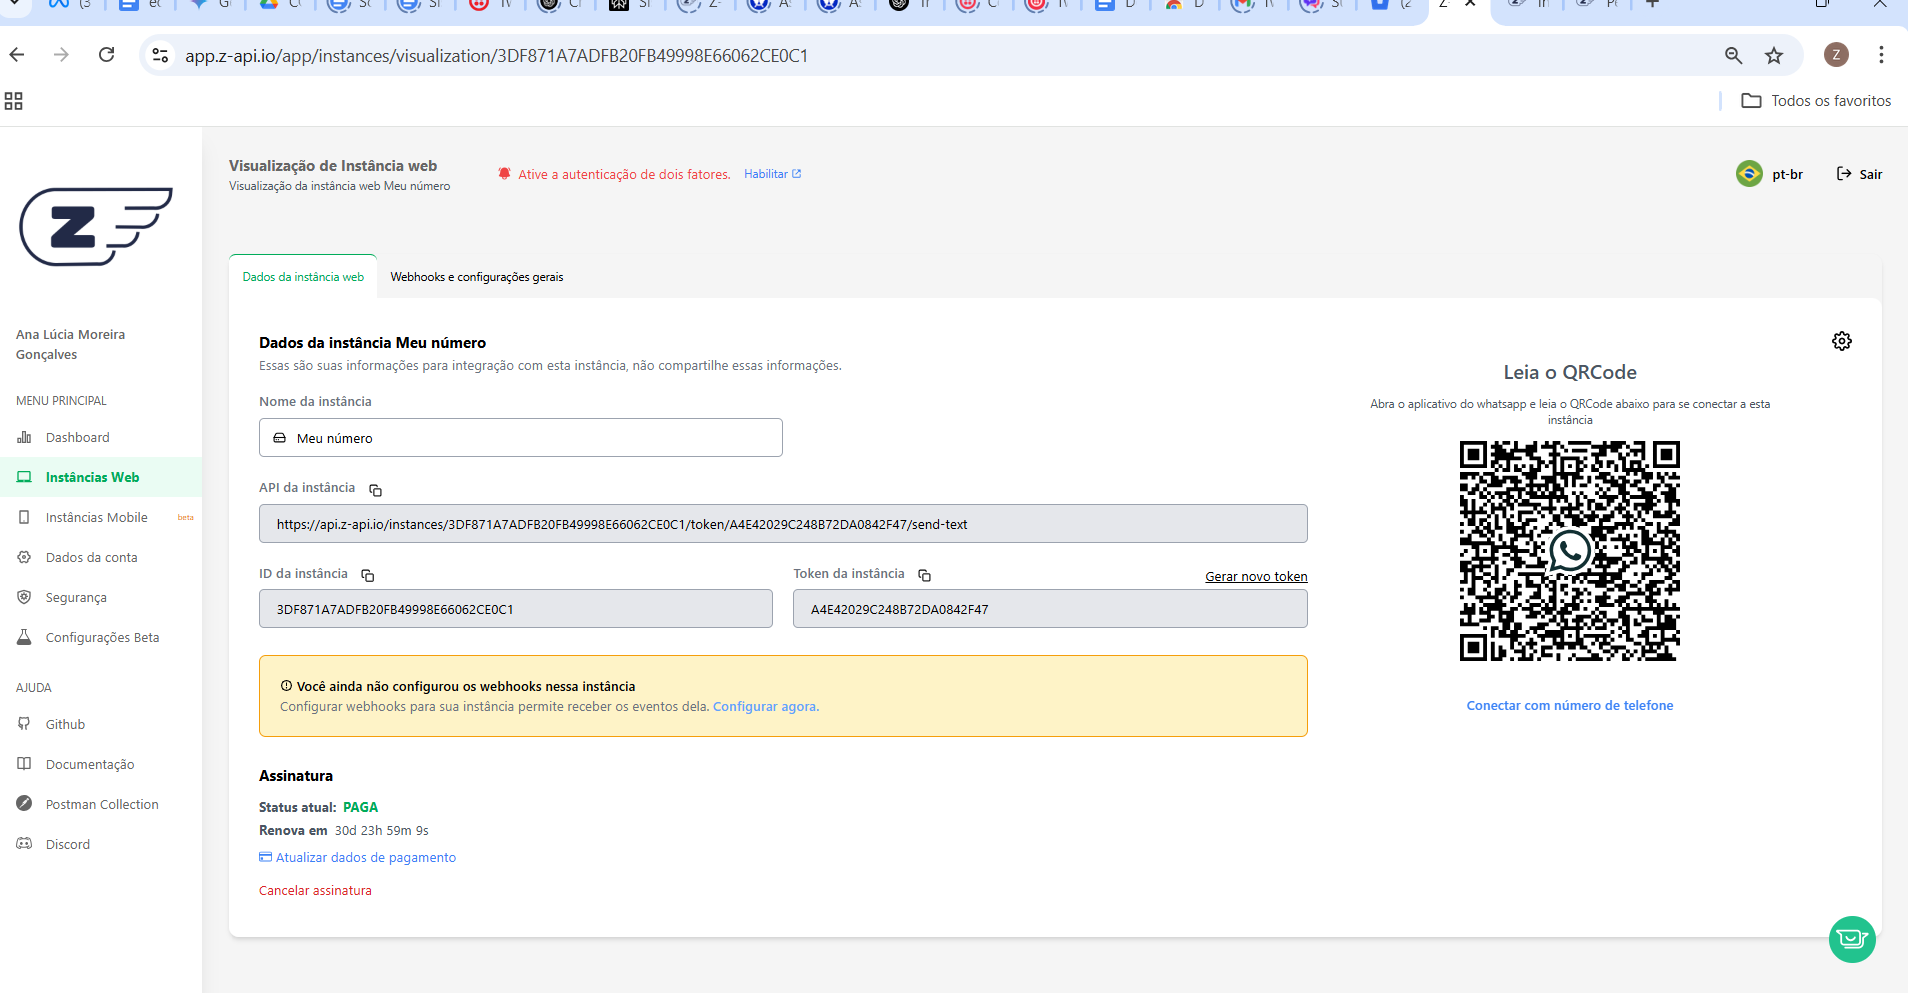 app.z-api.io/app/instances/visualization/3DF871A7ADFB20FB49998E66062CE0C1
Z
Todos os favoritos
Visualização de Instância web
Visualização da instância web Meu número
Ative a autenticação de dois fatores. Habilitar
pt-br
Sair
Z
Ana Lúcia Moreira
Gonçalves
MENU PRINCIPAL
Dashboard
Instâncias Web
Instâncias Mobile beta
Dados da conta
Segurança
Configurações Beta
AJUDA
Github
Documentação
Postman Collection
Discord
Dados da instância web
Webhooks e configurações gerais
Dados da instância Meu número
Essas são suas informações para integração com esta instância, não compartilhe essas informações.
Nome da instância
Meu número
API da instância
https://api.z-api.io/instances/3DF871A7ADFB20FB49998E66062CE0C1/token/A4E42029C248B72DA0842F47/send-text
ID da instância
3DF871A7ADFB20FB49998E66062CE0C1
Token da instância
Gerar novo token
A4E42029C248B72DA0842F47
Você ainda não configurou os webhooks nessa instância
Configurar webhooks para sua instância permite receber os eventos dela. Configurar agora.
Assinatura
Status atual: PAGA
Renova em 30d 23h 59m 9s
Atualizar dados de pagamento
Cancelar assinatura
Leia o QRCode
Abra o aplicativo do whatsapp e leia o QRCode abaixo para se conectar a esta
instância
Conectar com número de telefone